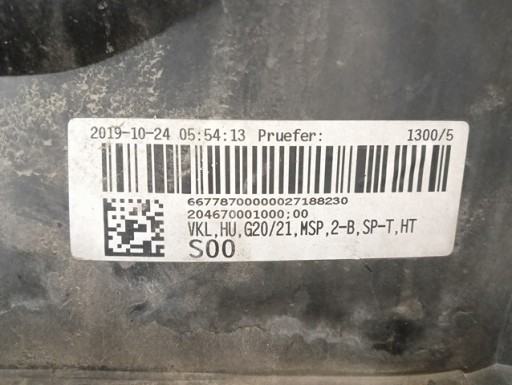 2019-10-24 05:54:13 Pruefer: 1300/5
66778700000027188230
204670001000;00
VKL,HU,G20/21,MSP,2-B,SP-T,HT
S00